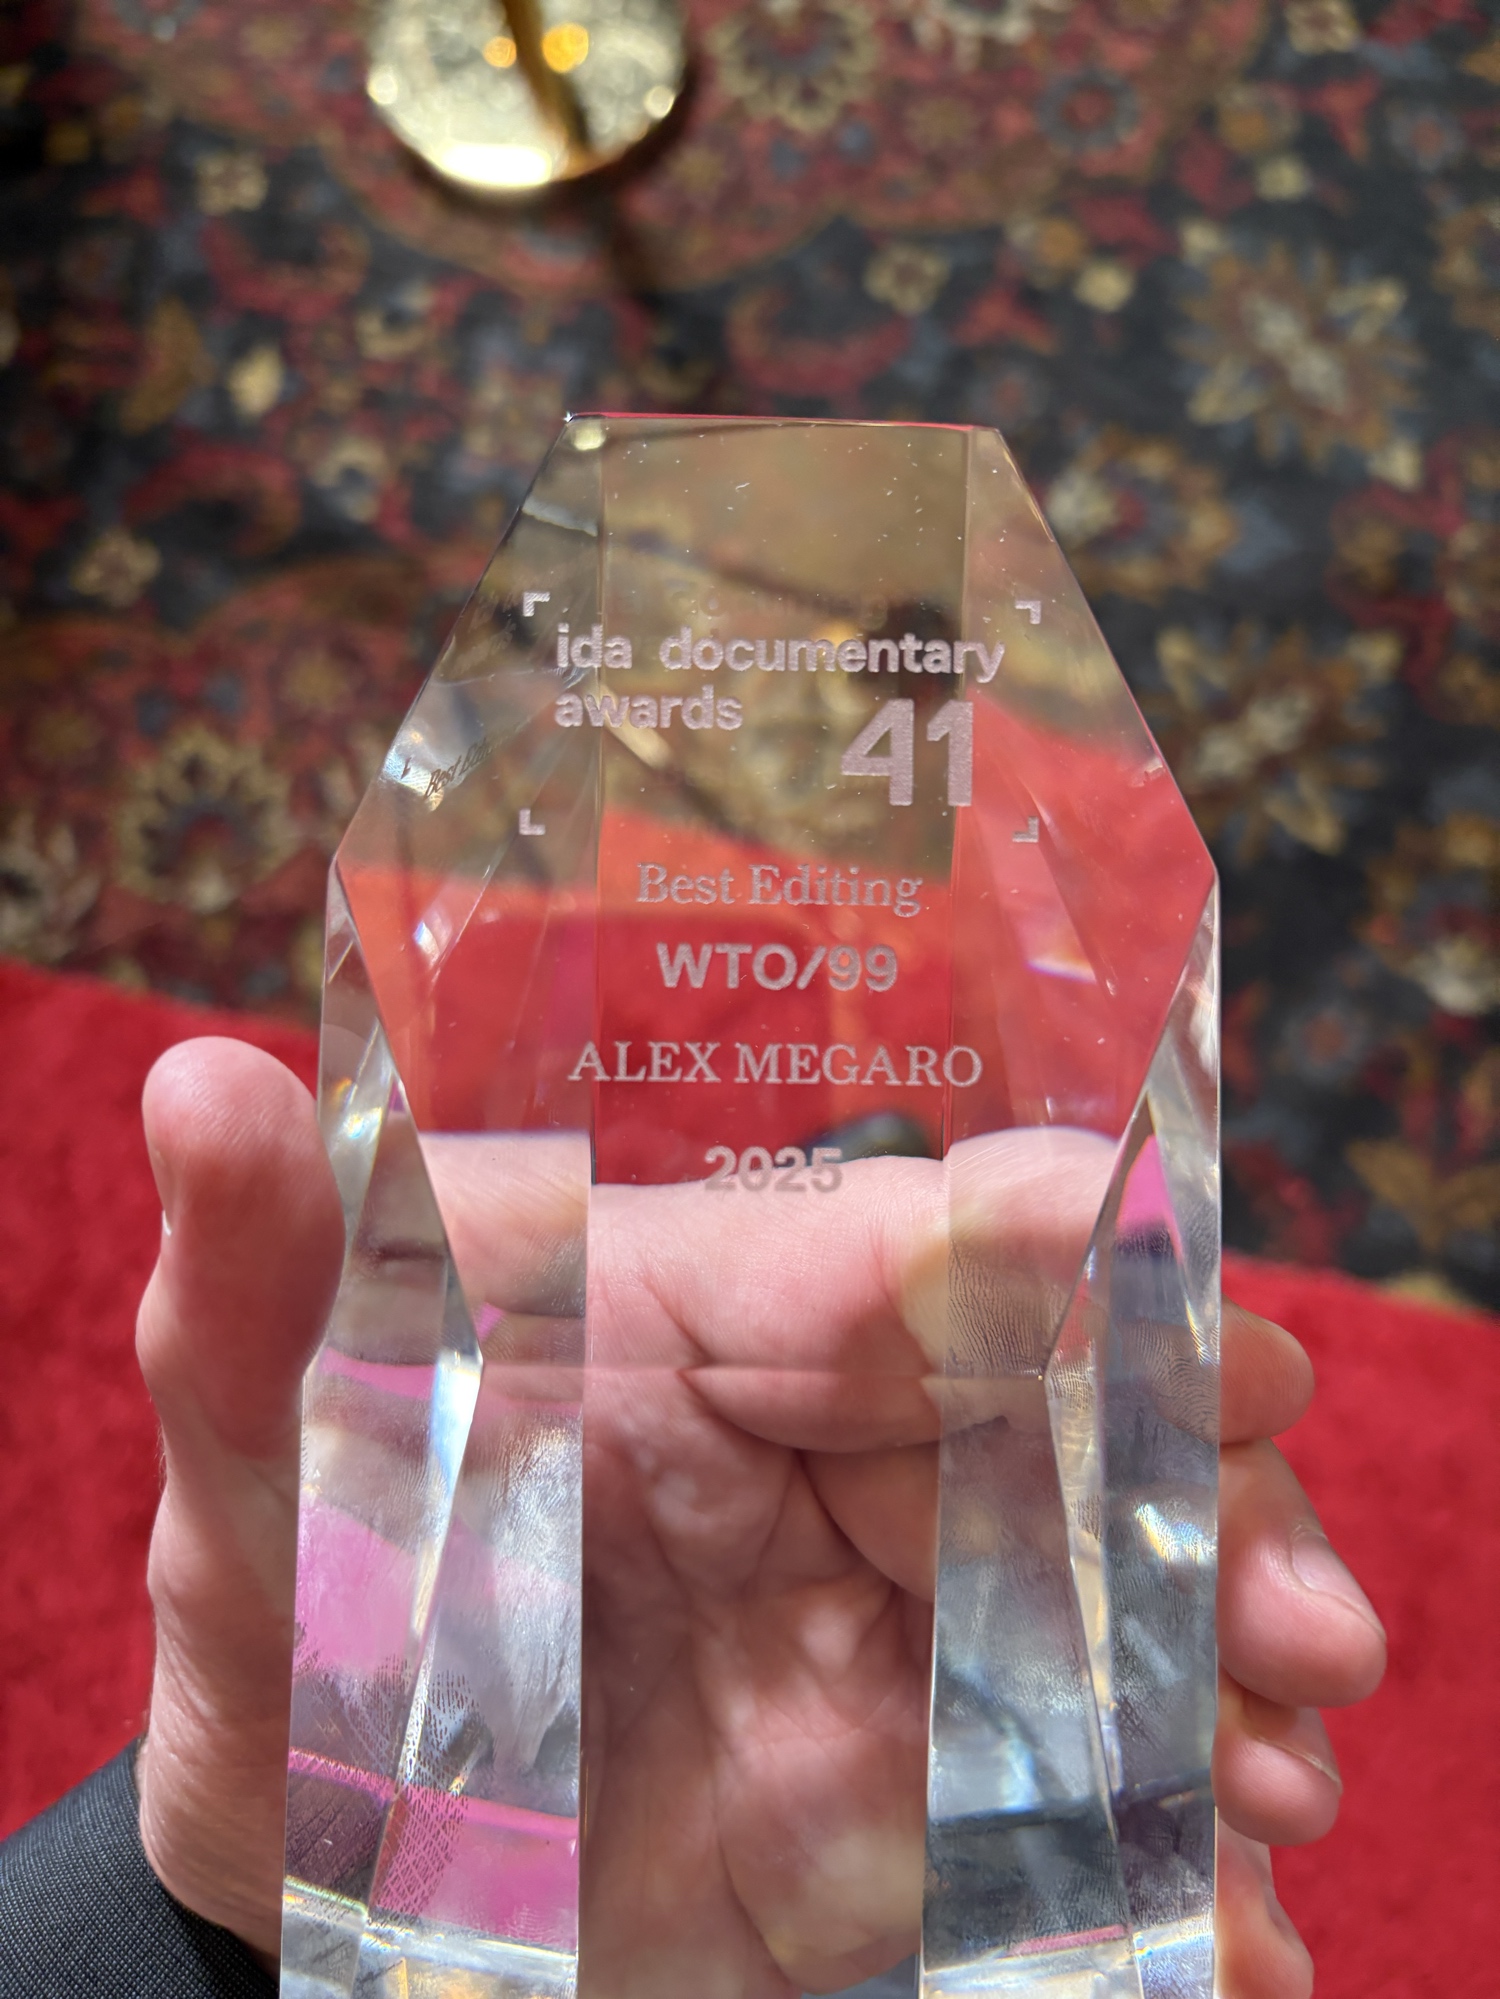 ida documentary
awards 41
Best Editing
WTO/99
ALEX MEGARO
2025